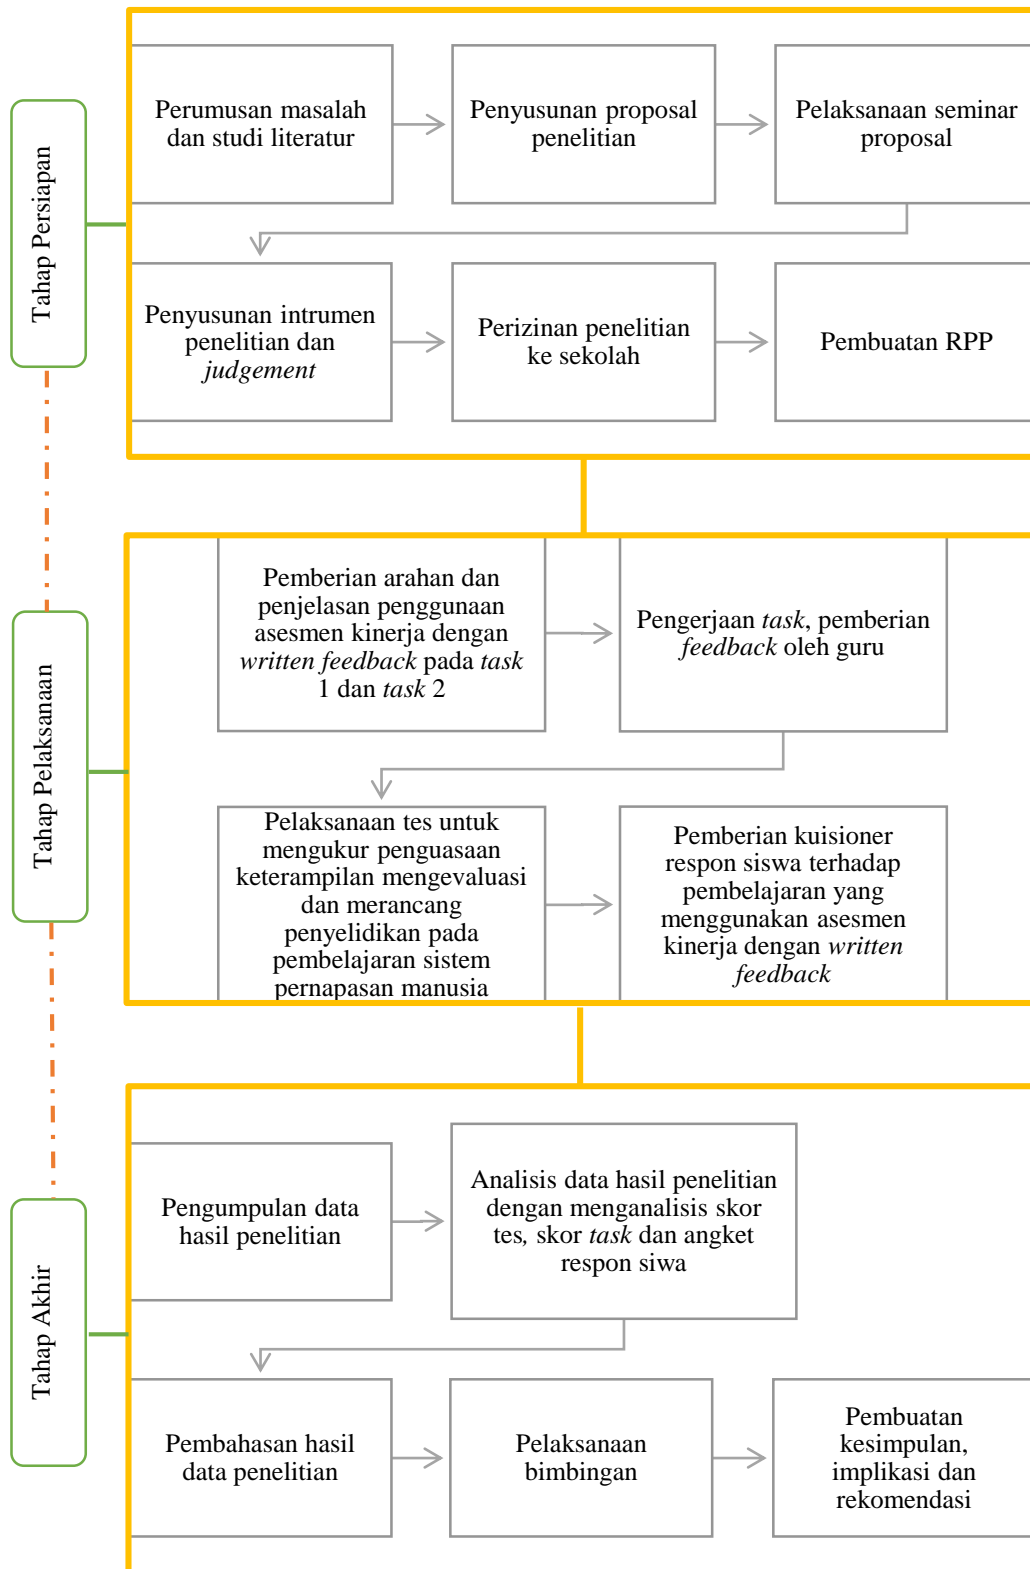 Tahap Persiapan
Perumusan masalah
dan studi literatur
Penyusunan proposal
penelitian
Pelaksanaan seminar
proposal
Penyusunan intrumen
penelitian dan
judgement
Perizinan penelitian
ke sekolah
Pembuatan RPP
Tahap Pelaksanaan
Pemberian arahan dan
penjelasan penggunaan
asesmen kinerja dengan
written feedback pada task
1 dan task 2
Pengerjaan task, pemberian
feedback oleh guru
Pelaksanaan tes untuk
mengukur penguasaan
keterampilan mengevaluasi
dan merancang
penyelidikan pada
pembelajaran sistem
pernapasan manusia
Pemberian kuisioner
respon siswa terhadap
pembelajaran yang
menggunakan asesmen
kinerja dengan written
feedback
Tahap Akhir
Pengumpulan data
hasil penelitian
Analisis data hasil penelitian
dengan menganalisis skor
tes, skor task dan angket
respon siwa
Pembahasan hasil
data penelitian
Pelaksanaan
bimbingan
Pembuatan
kesimpulan,
implikasi dan
rekomendasi